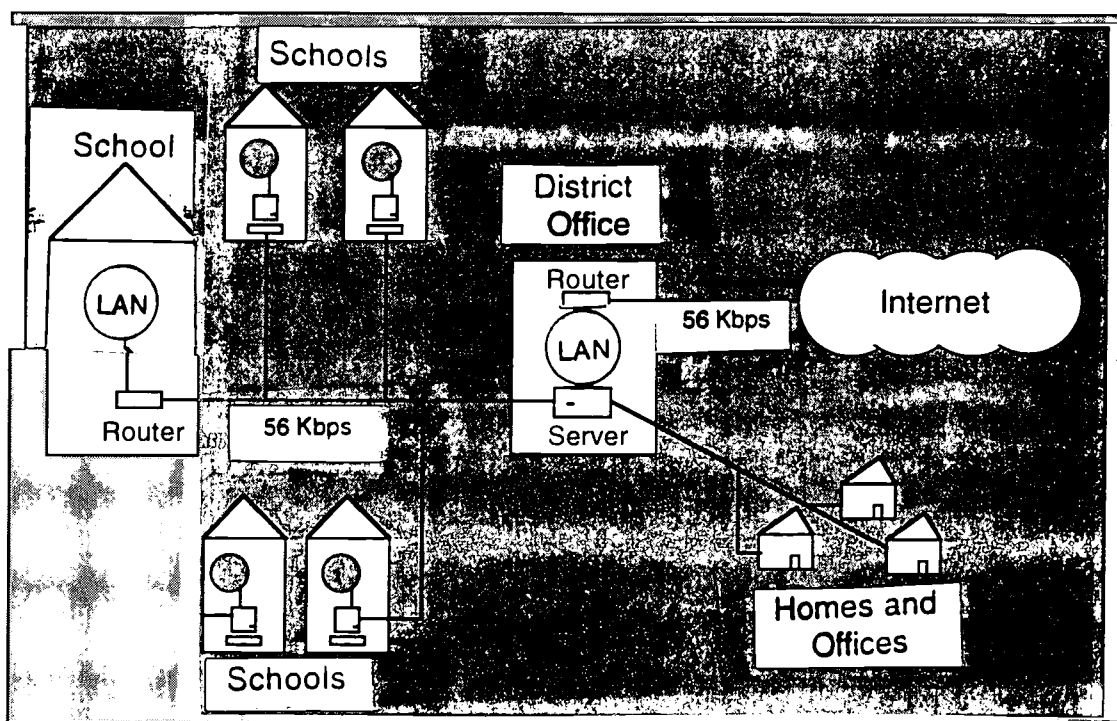 Schools
School
District
Office
Router
56 Kbps
Internet
LAN
LAN
Router
56 Kbps
Server
Homes and
Offices
Schools